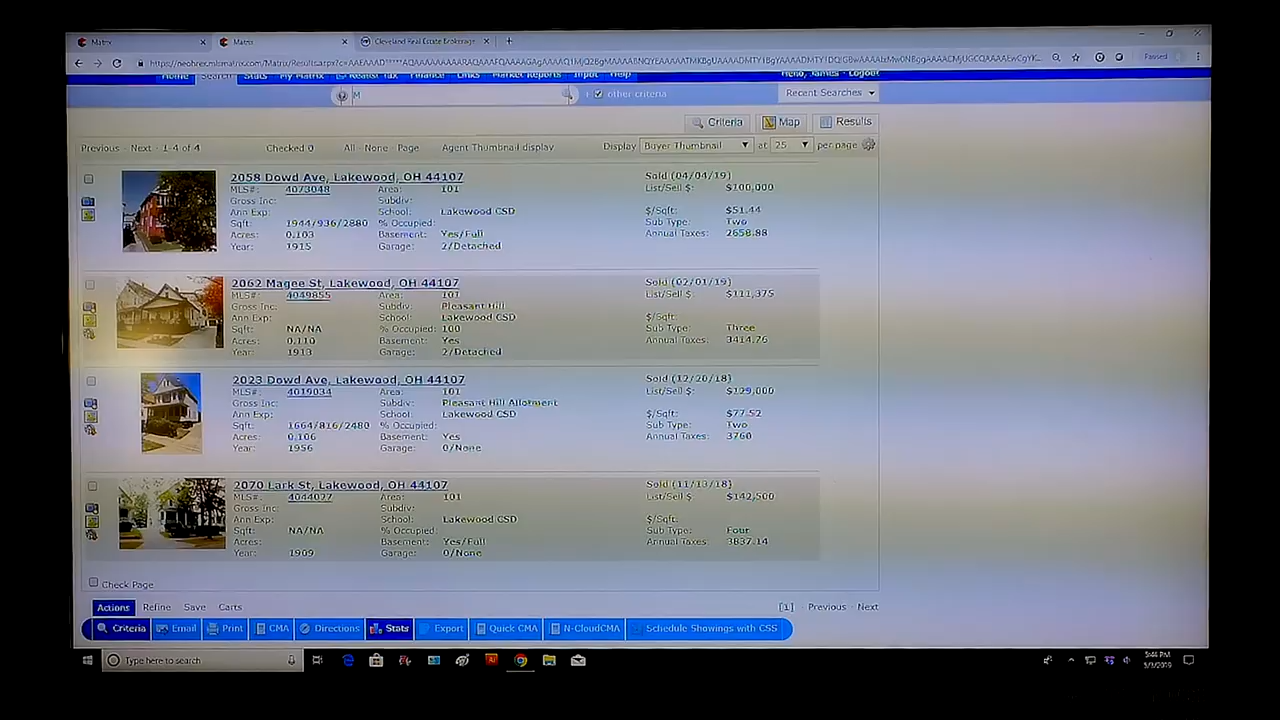 Matrix
Matrix
Cleveland Real Estate Brokerage
Paused
Home Search Stats My Matrix Realist Tax Finance Links Market Reports Input Help
Reno, James Logout
M
other criteria
Recent Searches
Criteria Map Results
Previous · Next · 1-4 of 4 Checked 0 All · None · Page Agent Thumbnail display Display Buyer Thumbnail at 25 per page
2058 Dowd Ave, Lakewood, OH 44107 Sold (04/04/19)
MLS#: 4073048 Area: 101 List/Sell $: $100,000
Gross Inc: Subdiv:
Ann Exp: School: Lakewood CSD $/Sqft: $51.44
Sqft: 1944/936/2880 % Occupied: Sub Type: Two
Acres: 0.103 Basement: Yes/Full Annual Taxes: 2658.88
Year: 1915 Garage: 2/Detached
2062 Magee St, Lakewood, OH 44107 Sold (02/01/19)
MLS#: 4049855 Area: 101 List/Sell $: $111,375
Gross Inc: Subdiv: Pleasant Hill
Ann Exp: School: Lakewood CSD $/Sqft:
Sqft: NA/NA % Occupied: 100 Sub Type: Three
Acres: 0.110 Basement: Yes Annual Taxes: 3414.76
Year: 1913 Garage: 2/Detached
2023 Dowd Ave, Lakewood, OH 44107 Sold (12/20/18)
MLS#: 4019034 Area: 101 List/Sell $: $129,000
Gross Inc: Subdiv: Pleasant Hill Allotment
Ann Exp: School: Lakewood CSD $/Sqft: $77.52
Sqft: 1664/816/2480 % Occupied: Sub Type: Two
Acres: 0.106 Basement: Yes Annual Taxes: 3760
Year: 1956 Garage: 0/None
2070 Lark St, Lakewood, OH 44107 Sold (11/13/18)
MLS#: 4044027 Area: 101 List/Sell $: $142,500
Gross Inc: Subdiv:
Ann Exp: School: Lakewood CSD $/Sqft:
Sqft: NA/NA % Occupied: Sub Type: Four
Acres: Basement: Yes/Full Annual Taxes: 3837.14
Year: 1909 Garage: 0/None
Check Page
Actions Refine Save Carts [1] · Previous · Next
Criteria Email Print CMA Directions Stats Export Quick CMA N-CloudCMA Schedule Showings with CSS
Type here to search
5:44 PM
5/3/2019